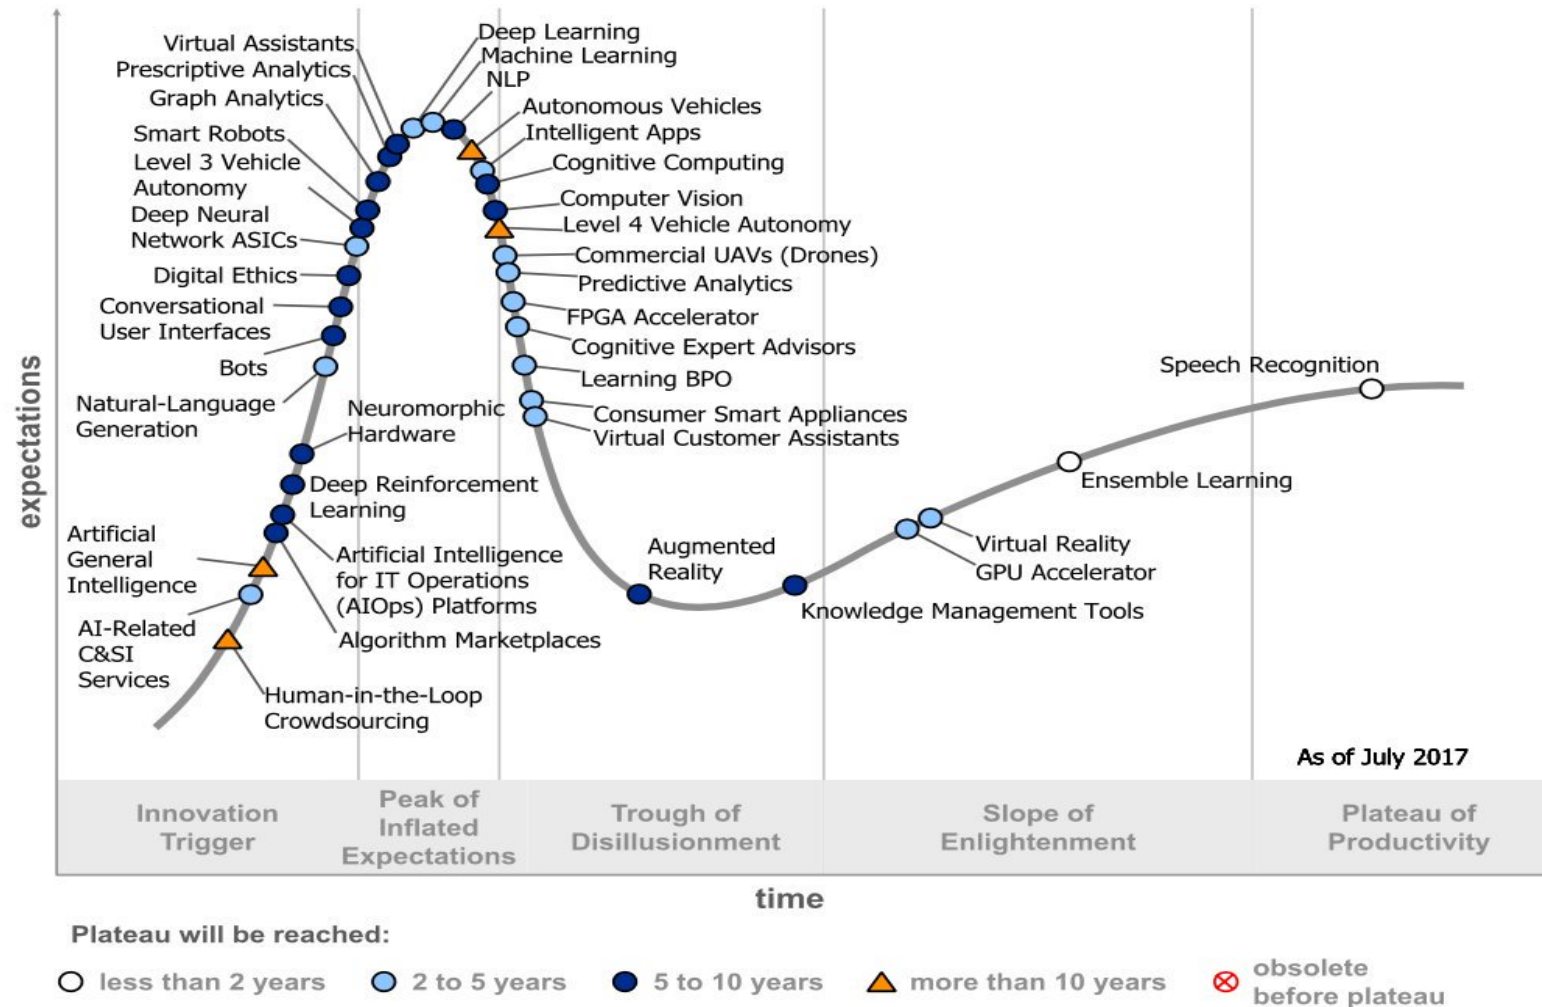 Virtual Assistants
Prescriptive Analytics
Graph Analytics
Smart Robots
Level 3 Vehicle
Autonomy
Deep Neural
Network ASICs
Digital Ethics
Conversational
User Interfaces
Bots
Natural-Language
Generation
Neuromorphic
Hardware
Deep Reinforcement
Learning
Artificial
General
Intelligence
Artificial Intelligence
for IT Operations
(AIOps) Platforms
AI-Related
C&SI
Services
Algorithm Marketplaces
Human-in-the-Loop
Crowdsourcing
Deep Learning
Machine Learning
NLP
Autonomous Vehicles
Intelligent Apps
Cognitive Computing
Computer Vision
Level 4 Vehicle Autonomy
Commercial UAVs (Drones)
Predictive Analytics
FPGA Accelerator
Cognitive Expert Advisors
Learning BPO
Consumer Smart Appliances
Virtual Customer Assistants
Augmented
Reality
Knowledge Management Tools
Virtual Reality
GPU Accelerator
Ensemble Learning
Speech Recognition
expectations
As of July 2017
Innovation
Trigger
Peak of
Inflated
Expectations
Trough of
Disillusionment
Slope of
Enlightenment
Plateau of
Productivity
time
Plateau will be reached:
less than 2 years
2 to 5 years
5 to 10 years
more than 10 years
obsolete
before plateau